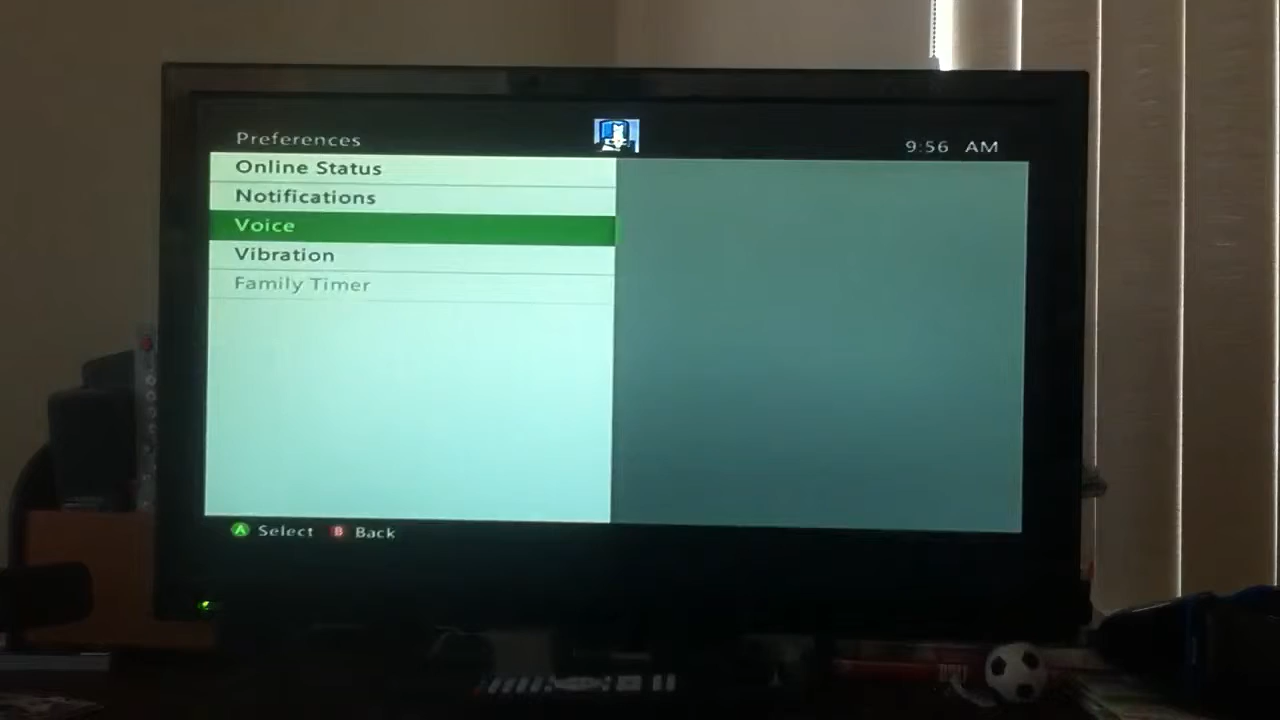 Preferences
9:56 AM
Online Status
Notifications
Voice
Vibration
Family Timer
A Select B Back